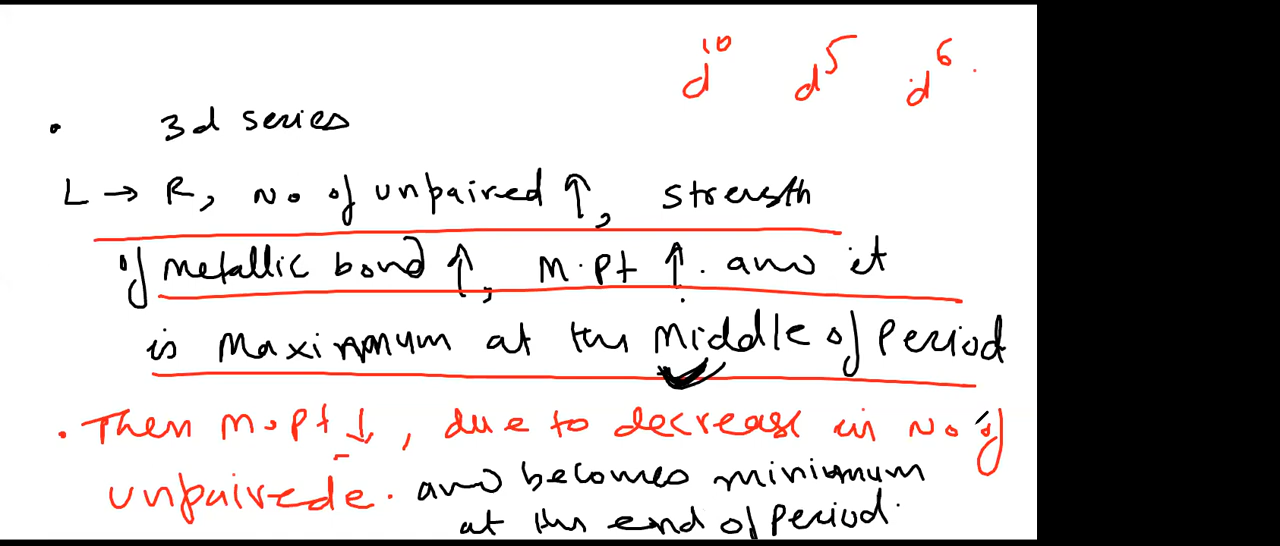 d¹⁰ d⁵ d⁶.
• 3d series
L → R, No of unpaired ↑, strength
of metallic bond ↑, M.Pt ↑. and it
is maximum at the middle of Period
. Then M.Pt ↓, due to decrease in No of
unpaired e. and becomes minimum
at the end of Period.